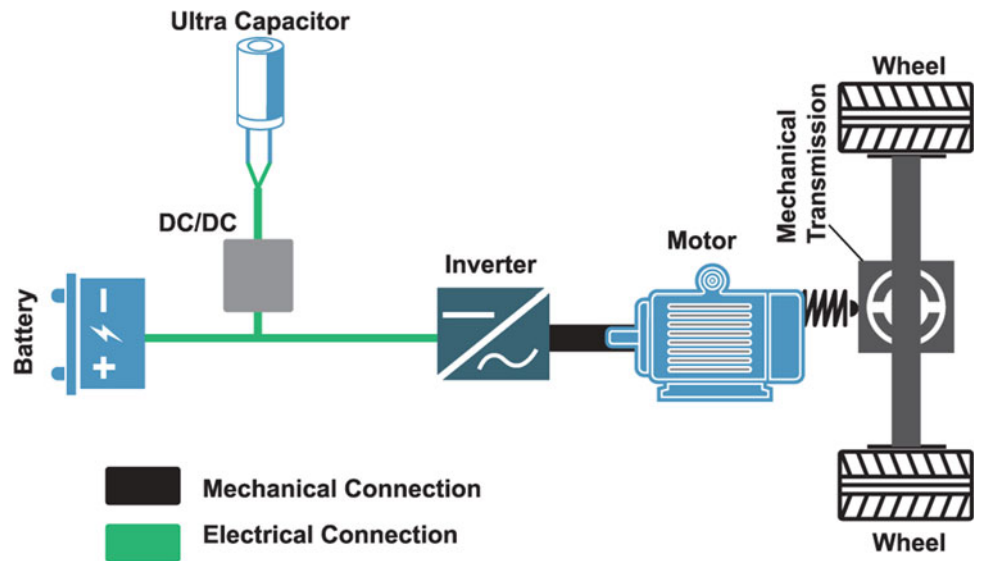 Ultra Capacitor
DC/DC
Battery
Inverter
Motor
Mechanical
Transmission
Wheel
Wheel
Mechanical Connection
Electrical Connection